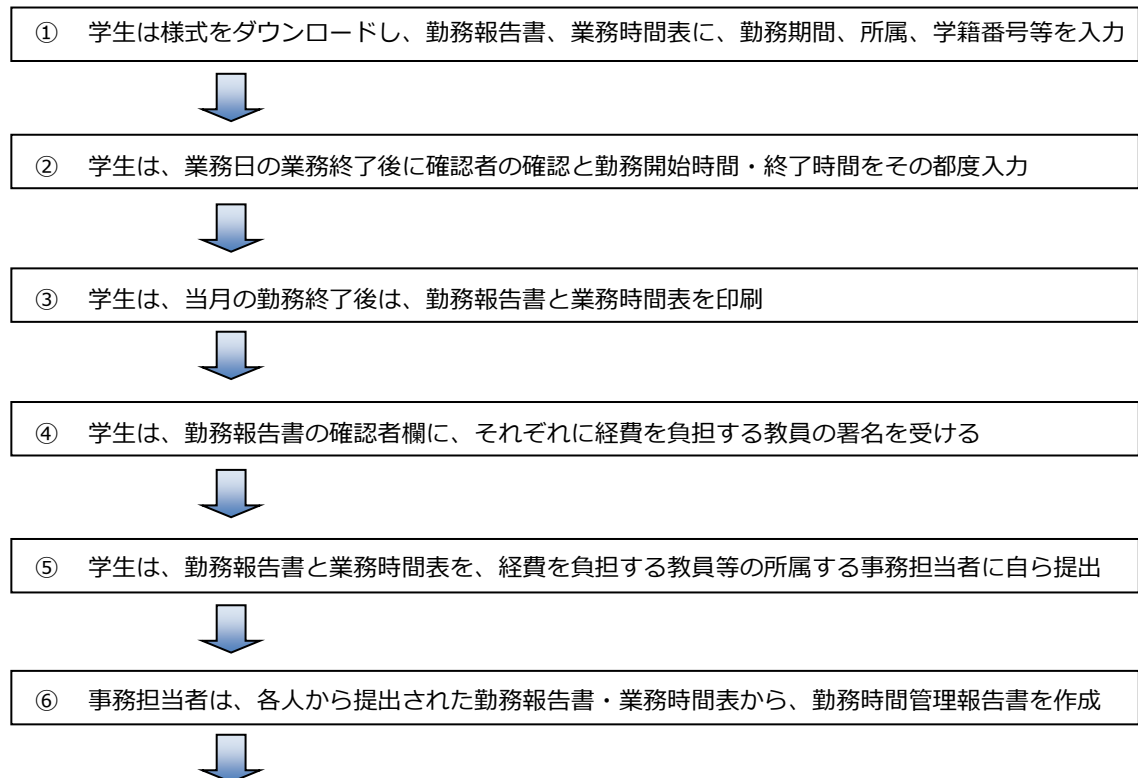 ① 学生は様式をダウンロードし、勤務報告書、業務時間表に、勤務期間、所属、学籍番号等を入力
② 学生は、業務日の業務終了後に確認者の確認と勤務開始時間・終了時間をその都度入力
③ 学生は、当月の勤務終了後は、勤務報告書と業務時間表を印刷
④ 学生は、勤務報告書の確認者欄に、それぞれに経費を負担する教員の署名を受ける
⑤ 学生は、勤務報告書と業務時間表を、経費を負担する教員等の所属する事務担当者に自ら提出
⑥ 事務担当者は、各人から提出された勤務報告書・業務時間表から、勤務時間管理報告書を作成